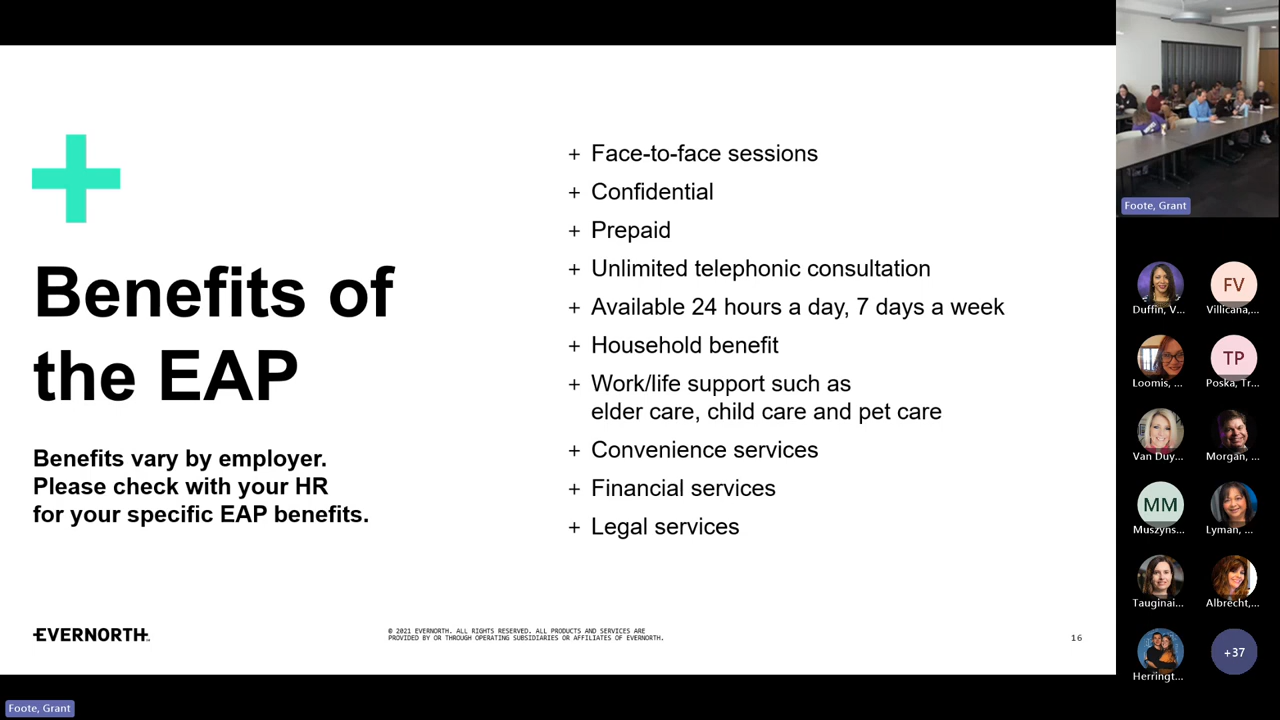 Benefits of
the EAP
Benefits vary by employer.
Please check with your HR
for your specific EAP benefits.
+ Face-to-face sessions
+ Confidential
+ Prepaid
+ Unlimited telephonic consultation
+ Available 24 hours a day, 7 days a week
+ Household benefit
+ Work/life support such as
elder care, child care and pet care
+ Convenience services
+ Financial services
+ Legal services
EVERNORTH
© 2021 EVERNORTH. ALL RIGHTS RESERVED. ALL PRODUCTS AND SERVICES ARE
PROVIDED BY OR THROUGH OPERATING SUBSIDIARIES OR AFFILIATES OF EVERNORTH.
16
Foote, Grant
Foote, Grant
FV
Duffin, V...
Villicana,...
TP
Loomis, ...
Poska, Tr...
Van Duy...
Morgan, ...
MM
Muszyns...
Lyman, ...
Tauginai...
Albrecht,...
+37
Herringt...